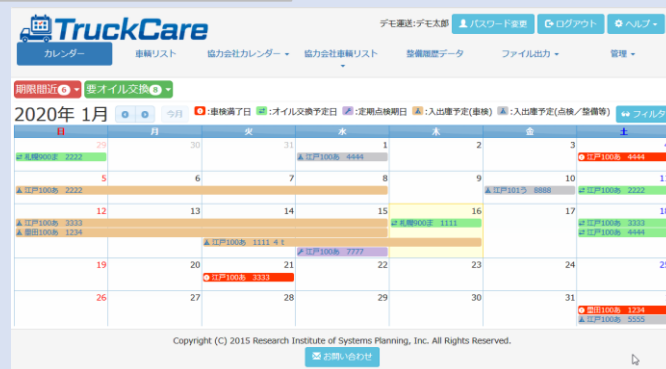 TruckCare
デモ運送:デモ太郎 パスワード変更 ログアウト ヘルプ
カレンダー 車輌リスト 協力会社カレンダー 協力会社車輌リスト 整備履歴データ ファイル出力 管理
期限間近 6 要オイル交換
2020年 1月 今月 :車検満了日 :オイル交換予定日 :定期点検期日 :入出庫予定(車検) :入出庫予定(点検/整備等) フィルタ
日 月 火 水 木 金 土
29 30 31 1 2 3 4
札幌900ま 2222 江戸100あ 4444 江戸100あ 4444
5 6 7 8 9 10 11
江戸100あ 2222 江戸101う 8888 江戸100あ 2222
12 13 14 15 16 17 18
江戸100あ 3333 札幌900ま 1111 江戸100あ 3333
豊田100あ 1234 江戸100あ 4444
江戸100あ 1111 4 t
江戸100あ 7777
19 20 21 22 23 24 25
江戸100あ 3333
26 27 28 29 30 31
豊田100あ 1234
江戸100あ 5555
Copyright (C) 2015 Research Institute of Systems Planning, Inc. All Rights Reserved.
お問い合わせ